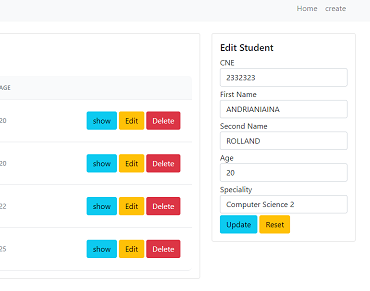 Home create
AGE
20 show Edit Delete
20 show Edit Delete
22 show Edit Delete
25 show Edit Delete
Edit Student
CNE
2332323
First Name
ANDRIANIAINA
Second Name
ROLLAND
Age
20
Speciality
Computer Science 2
Update Reset